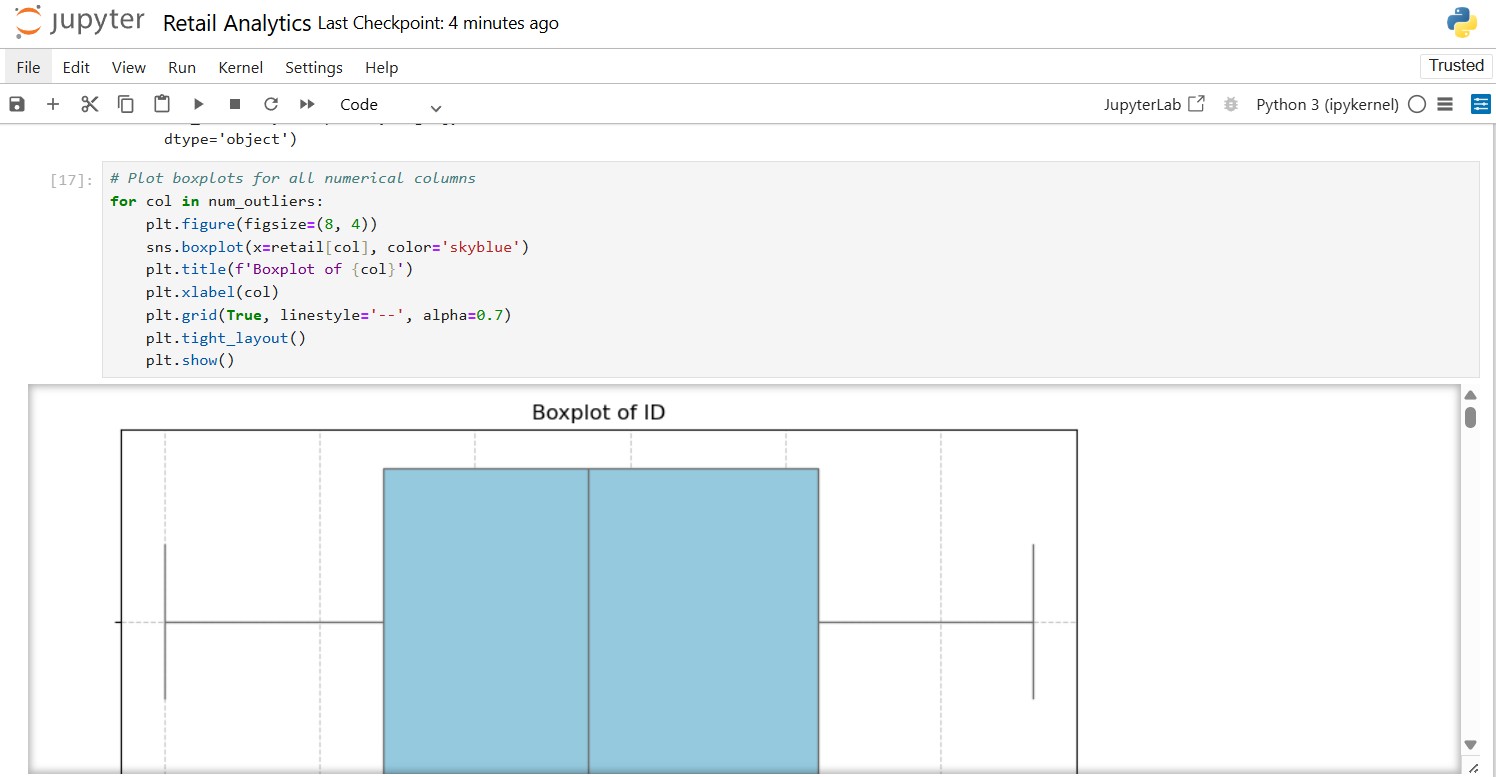 jupyter Retail Analytics Last Checkpoint: 4 minutes ago
File Edit View Run Kernel Settings Help Trusted
Code JupyterLab Python 3 (ipykernel)
dtype='object')
[17]: # Plot boxplots for all numerical columns
for col in num_outliers:
    plt.figure(figsize=(8, 4))
    sns.boxplot(x=retail[col], color='skyblue')
    plt.title(f'Boxplot of {col}')
    plt.xlabel(col)
    plt.grid(True, linestyle='--', alpha=0.7)
    plt.tight_layout()
    plt.show()
Boxplot of ID